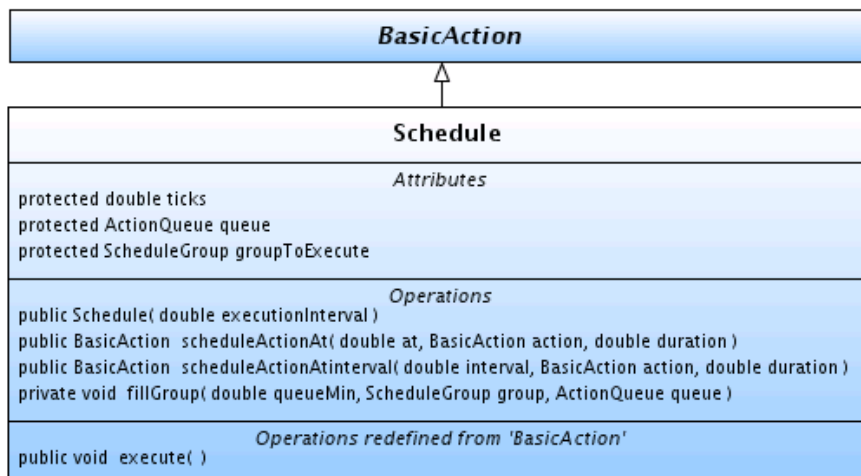 BasicAction
Schedule
Attributes
protected double ticks
protected ActionQueue queue
protected ScheduleGroup groupToExecute
Operations
public Schedule( double executionInterval )
public BasicAction scheduleActionAt( double at, BasicAction action, double duration )
public BasicAction scheduleActionAtinterval( double interval, BasicAction action, double duration )
private void fillGroup( double queueMin, ScheduleGroup group, ActionQueue queue )
Operations redefined from 'BasicAction'
public void execute( )